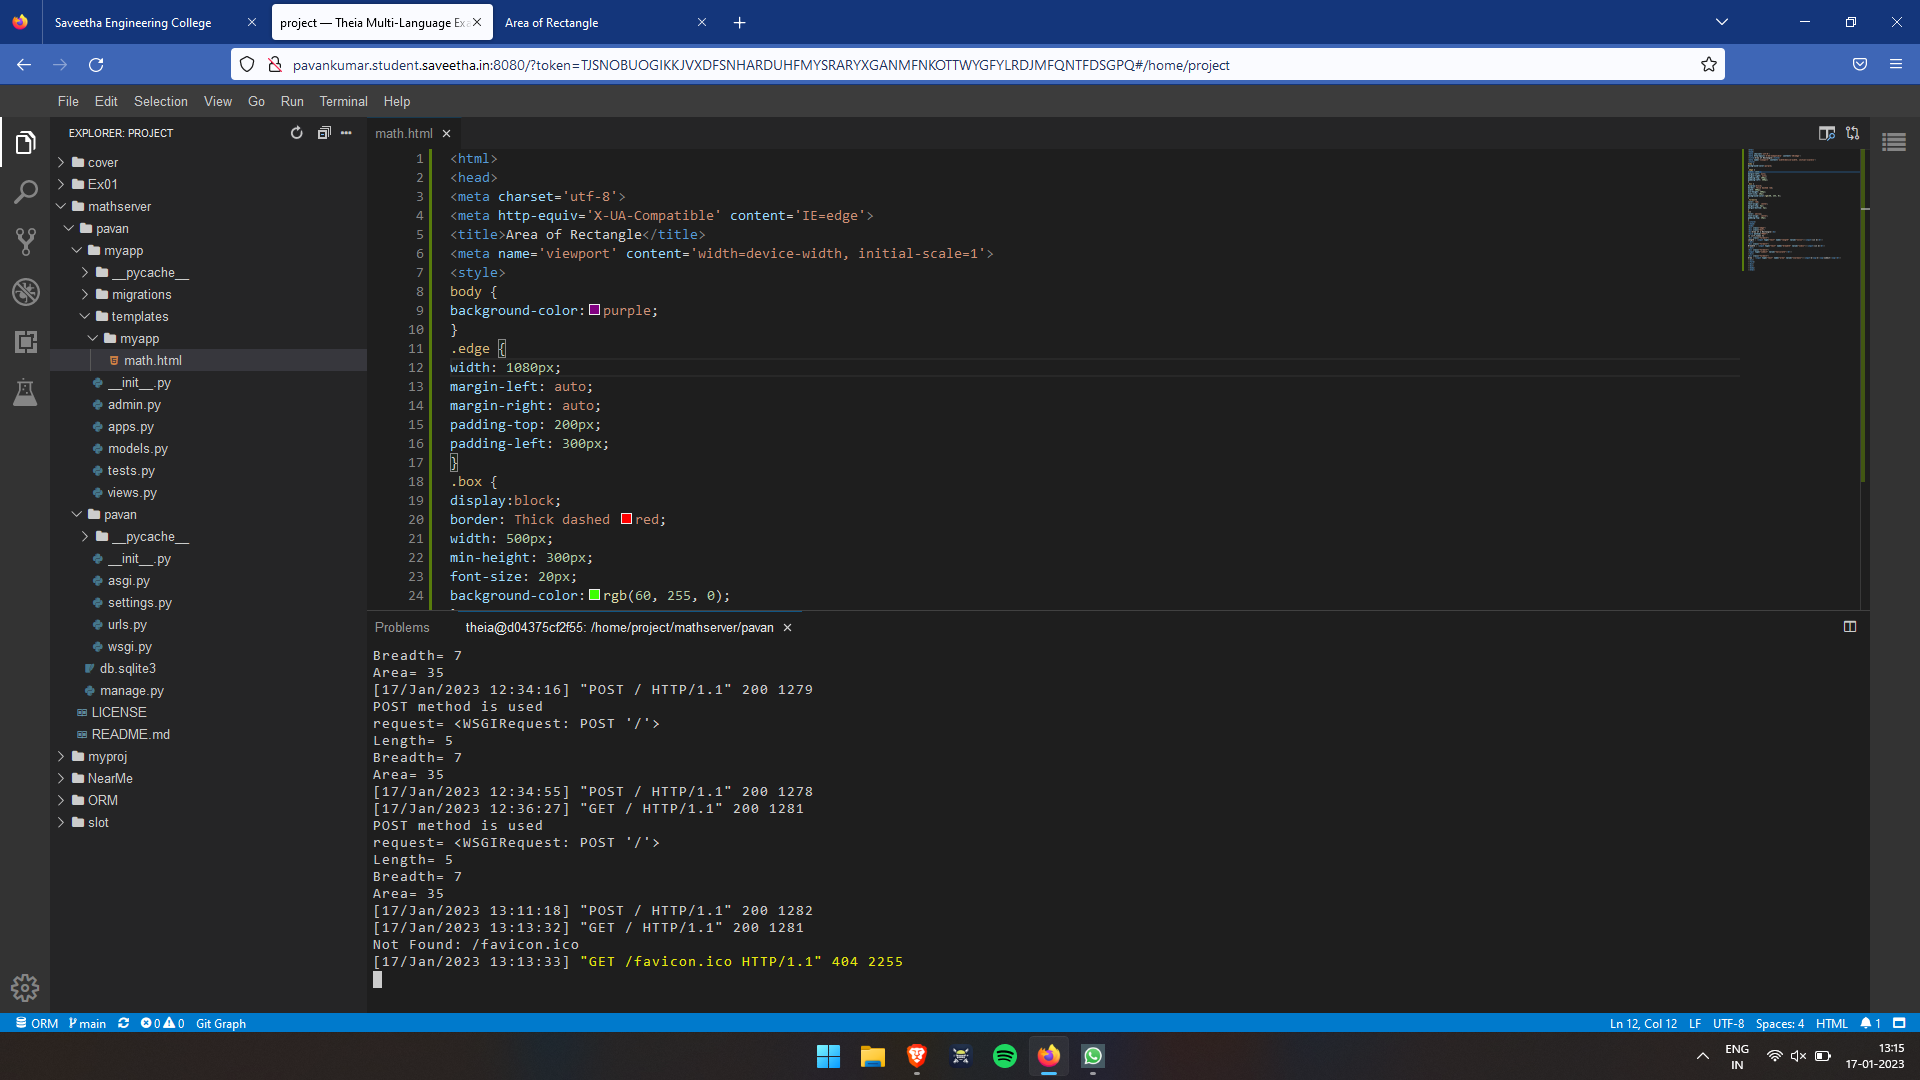 Saveetha Engineering College
project — Theia Multi-Language Ex
Area of Rectangle
pavankumar.student.saveetha.in:8080/?token=TJSNOBUOGIKKJVXDFSNHARDUHFMYSRARYXGANMFNKOTTWYGFYLRDJMFQNTFDSGPQ#/home/project
File Edit Selection View Go Run Terminal Help
EXPLORER: PROJECT
cover
Ex01
mathserver
pavan
myapp
__pycache__
migrations
templates
myapp
math.html
__init__.py
admin.py
apps.py
models.py
tests.py
views.py
pavan
__pycache__
__init__.py
asgi.py
settings.py
urls.py
wsgi.py
db.sqlite3
manage.py
LICENSE
README.md
myproj
NearMe
ORM
slot
math.html
1 <html>
2 <head>
3 <meta charset='utf-8'>
4 <meta http-equiv='X-UA-Compatible' content='IE=edge'>
5 <title>Area of Rectangle</title>
6 <meta name='viewport' content='width=device-width, initial-scale=1'>
7 <style>
8 body {
9 background-color:purple;
10 }
11 .edge {
12 width: 1080px;
13 margin-left: auto;
14 margin-right: auto;
15 padding-top: 200px;
16 padding-left: 300px;
17 }
18 .box {
19 display:block;
20 border: Thick dashed red;
21 width: 500px;
22 min-height: 300px;
23 font-size: 20px;
24 background-color:rgb(60, 255, 0);
Problems
theia@d04375cf2f55: /home/project/mathserver/pavan
Breadth= 7
Area= 35
[17/Jan/2023 12:34:16] "POST / HTTP/1.1" 200 1279
POST method is used
request= <WSGIRequest: POST '/'>
Length= 5
Breadth= 7
Area= 35
[17/Jan/2023 12:34:55] "POST / HTTP/1.1" 200 1278
[17/Jan/2023 12:36:27] "GET / HTTP/1.1" 200 1281
POST method is used
request= <WSGIRequest: POST '/'>
Length= 5
Breadth= 7
Area= 35
[17/Jan/2023 13:11:18] "POST / HTTP/1.1" 200 1282
[17/Jan/2023 13:13:32] "GET / HTTP/1.1" 200 1281
Not Found: /favicon.ico
[17/Jan/2023 13:13:33] "GET /favicon.ico HTTP/1.1" 404 2255
ORM main 0 0 Git Graph
Ln 12, Col 12 LF UTF-8 Spaces: 4 HTML 1
ENG
IN
13:15
17-01-2023